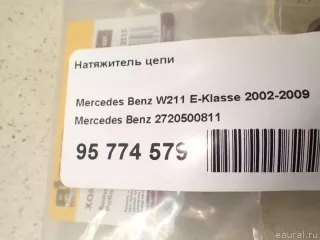 Натяжитель цепи
Mercedes Benz W211 E-Klasse 2002-2009
Mercedes Benz 2720500811
95 774 579
eaural.ru